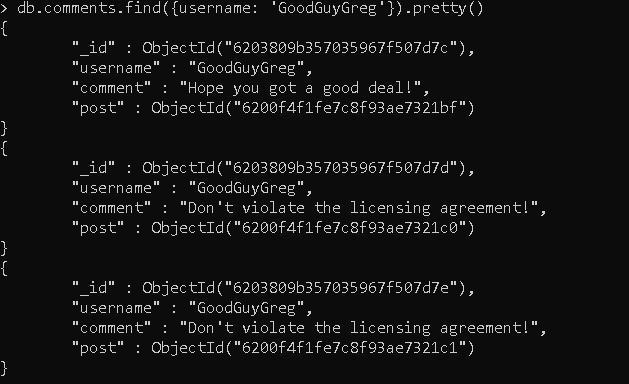 > db.comments.find({username: 'GoodGuyGreg'}).pretty()
{
"_id" : ObjectId("6203809b357035967f507d7c"),
"username" : "GoodGuyGreg",
"comment" : "Hope you got a good deal!",
"post" : ObjectId("6200f4f1fe7c8f93ae7321bf")
}
{
"_id" : ObjectId("6203809b357035967f507d7d"),
"username" : "GoodGuyGreg",
"comment" : "Don't violate the licensing agreement!",
"post" : ObjectId("6200f4f1fe7c8f93ae7321c0")
}
{
"_id" : ObjectId("6203809b357035967f507d7e"),
"username" : "GoodGuyGreg",
"comment" : "Don't violate the licensing agreement!",
"post" : ObjectId("6200f4f1fe7c8f93ae7321c1")
}